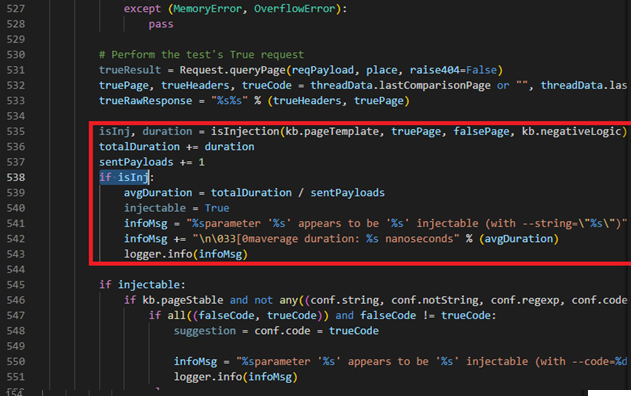 527 except (MemoryError, OverflowError):
528 pass
529
530 # Perform the test's True request
531 trueResult = Request.queryPage(reqPayload, place, raise404=False)
532 truePage, trueHeaders, trueCode = threadData.lastComparisonPage or "", threadData.las
533 trueRawResponse = "%s%s" % (trueHeaders, truePage)
534
535 isInj, duration = isInjection(kb.pageTemplate, truePage, falsePage, kb.negativeLogic)
536 totalDuration += duration
537 sentPayloads += 1
538 if isInj:
539 avgDuration = totalDuration / sentPayloads
540 injectable = True
541 infoMsg = "%sparameter '%s' appears to be '%s' injectable (with --string=\"%s\")"
542 infoMsg += "\n\033[0maverage duration: %s nanoseconds" % (avgDuration)
543 logger.info(infoMsg)
544
545 if injectable:
546 if kb.pageStable and not any((conf.string, conf.notString, conf.regexp, conf.code
547 if all((falseCode, trueCode)) and falseCode != trueCode:
548 suggestion = conf.code = trueCode
549
550 infoMsg = "%sparameter '%s' appears to be '%s' injectable (with --code=%d
551 logger.info(infoMsg)